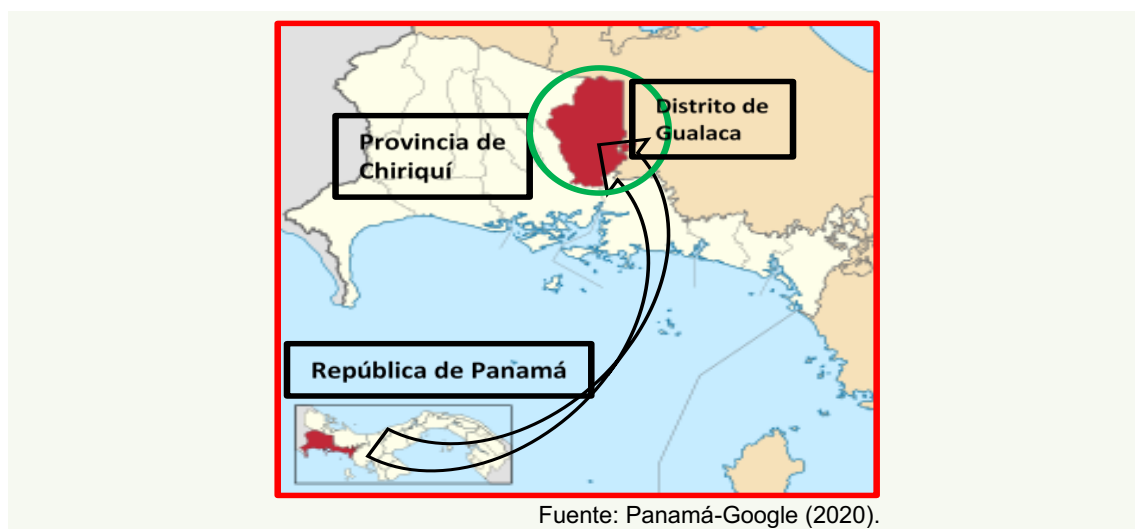 Distrito de
Gualaca
Provincia de
Chiriquí
República de Panamá
Fuente: Panamá-Google (2020).